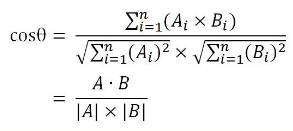 cosθ = ∑ⁿᵢ₌₁(Aᵢ × Bᵢ) / √∑ⁿᵢ₌₁(Aᵢ)² × √∑ⁿᵢ₌₁(Bᵢ)²
= A · B / |A| × |B|